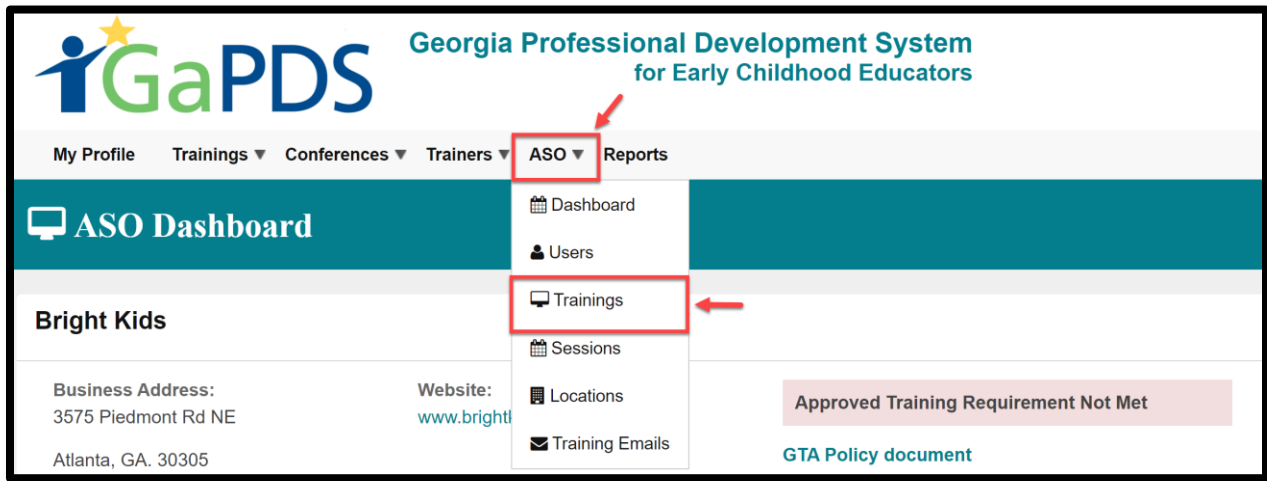 GaPDS
Georgia Professional Development System
for Early Childhood Educators
My Profile Trainings Conferences Trainers ASO Reports
Dashboard
Users
Trainings
Sessions
Locations
Training Emails
ASO Dashboard
Bright Kids
Business Address:
3575 Piedmont Rd NE
Atlanta, GA. 30305
Website:
Approved Training Requirement Not Met
GTA Policy document